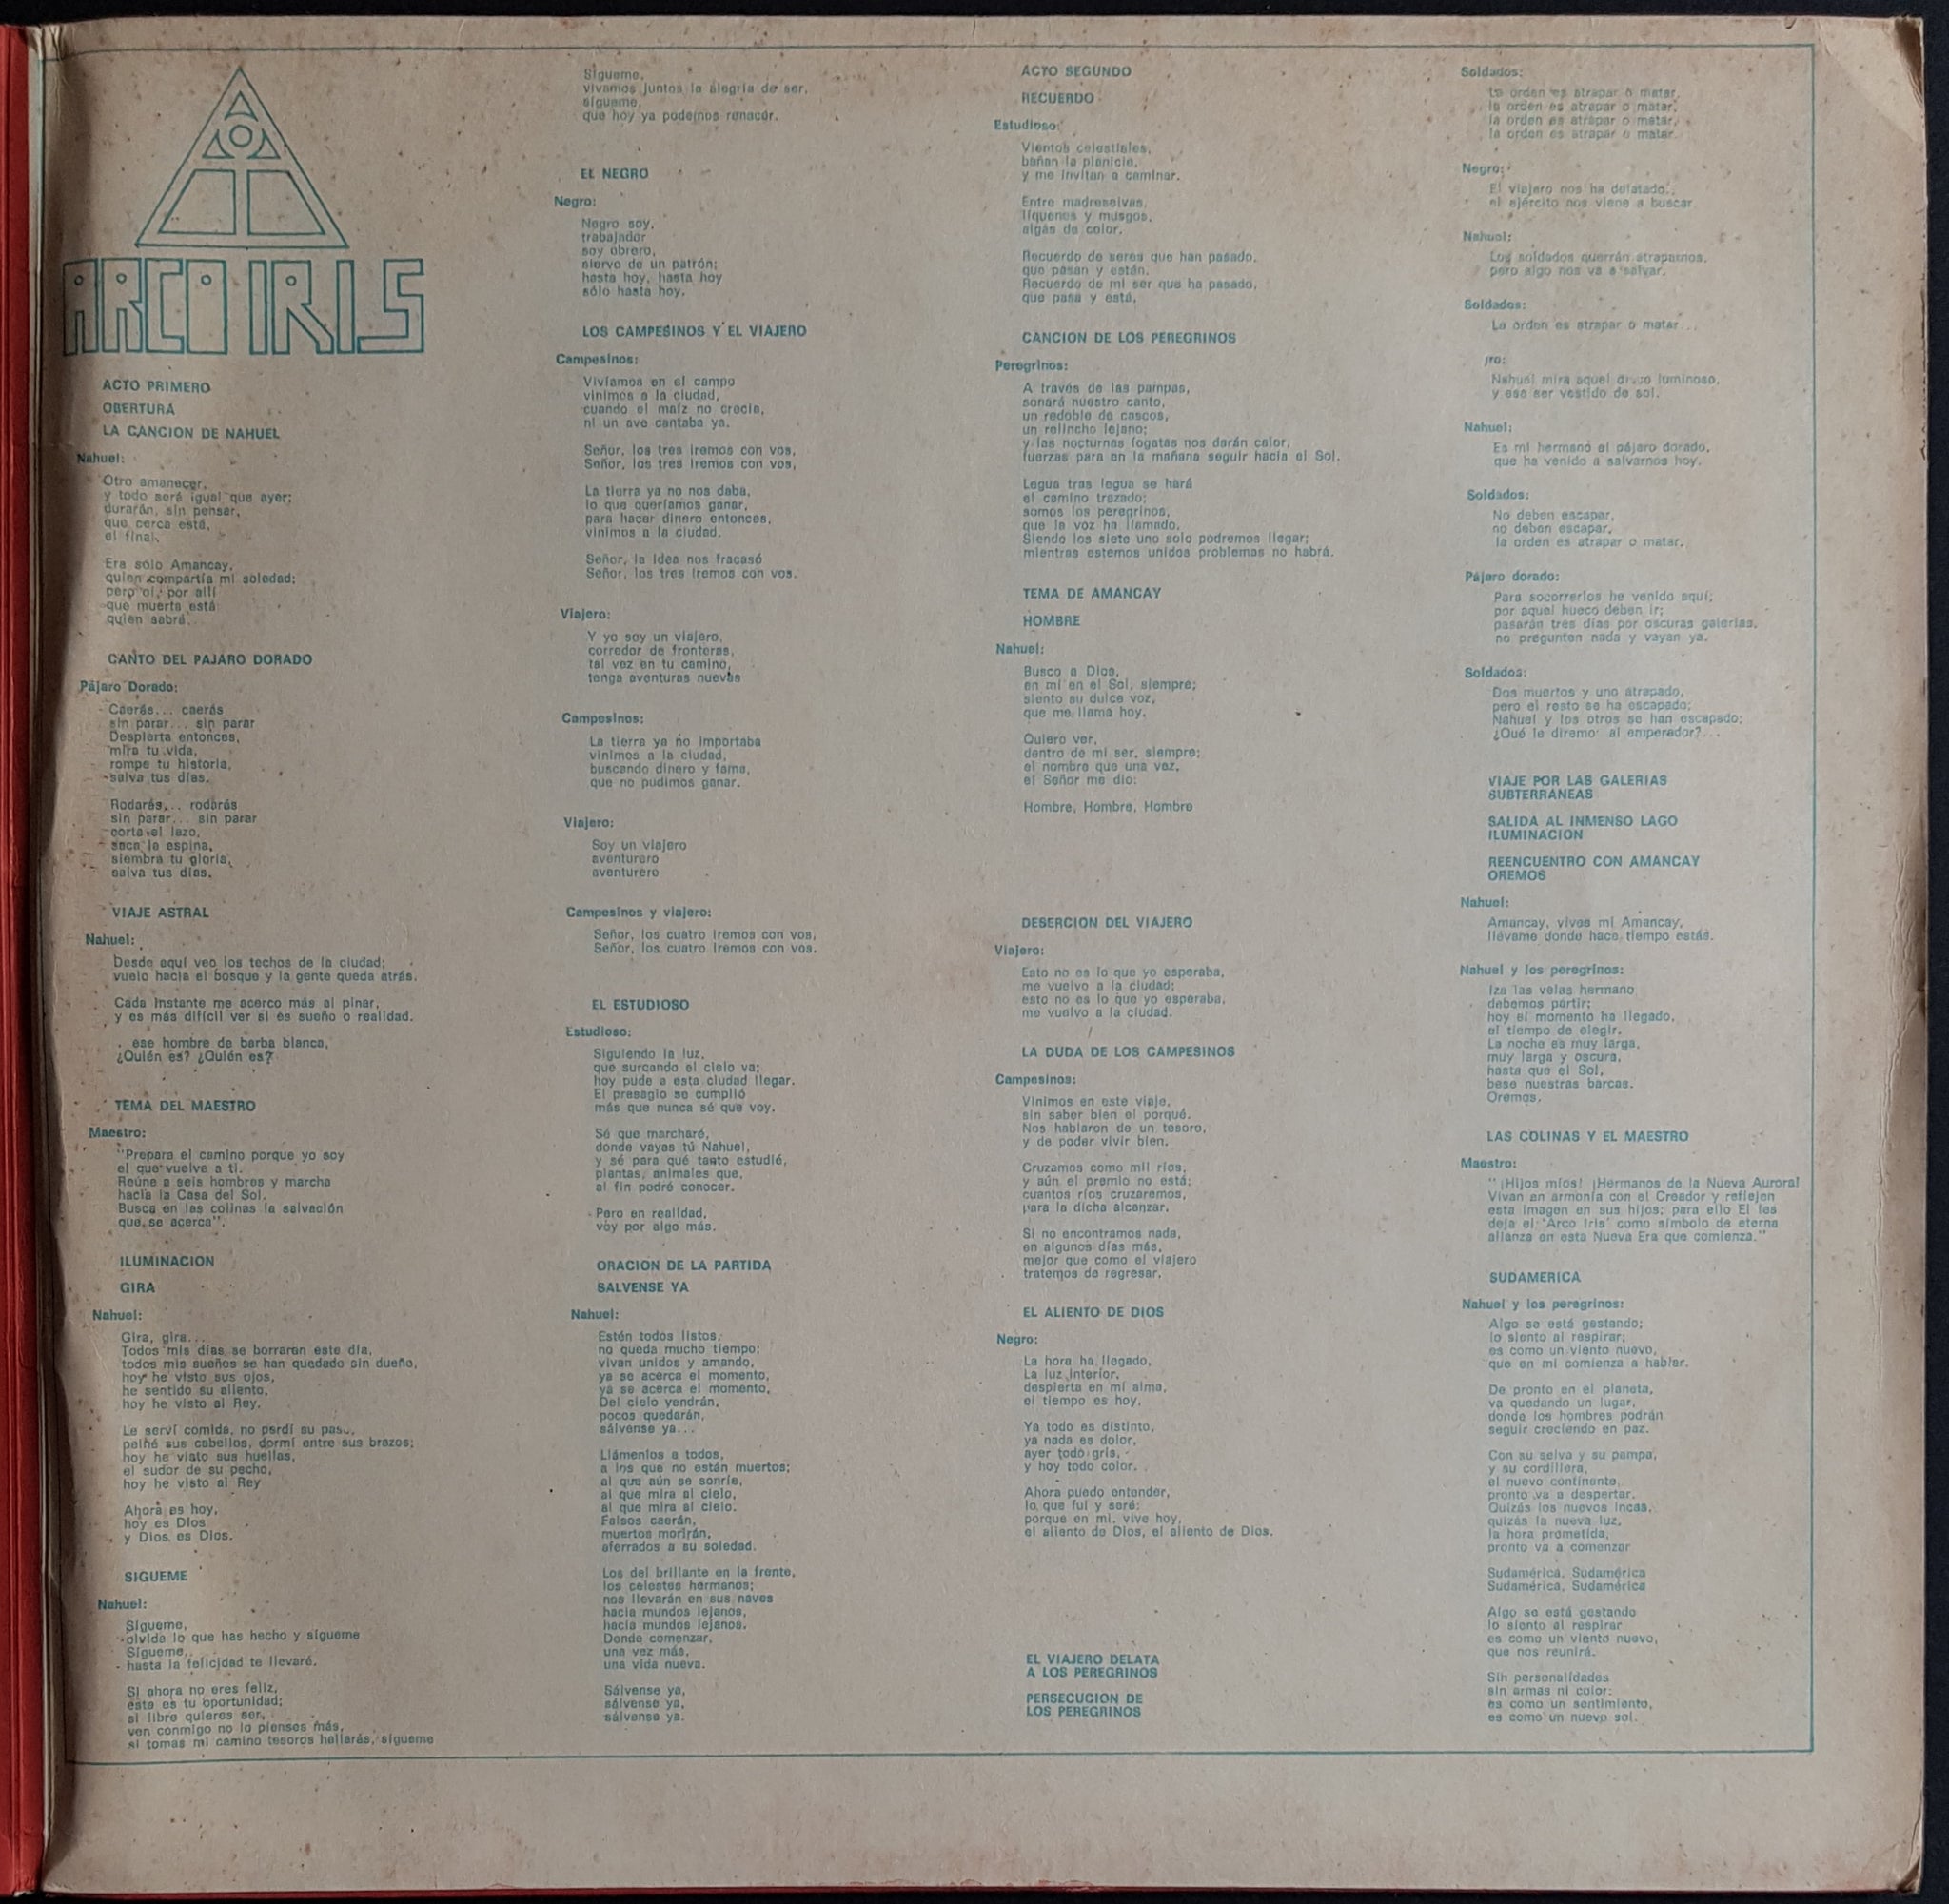 ARCO IRIS
ACTO PRIMERO
OBERTURA
LA CANCION DE NAHUEL
Nahuel:
Otro amanecer,
y todo será igual que ayer;
durarán, sin pensar,
que cerca está,
el final.
Era sólo Amancay,
quien compartía mi soledad;
pero el, por allí
que muerta está
quien sabrá.
CANTO DEL PAJARO DORADO
Pájaro Dorado:
Caerás... caerás
sin parar... sin parar
Despierta entonces,
mira tu vida,
rompe tu historia,
salva tus días.
Rodarás... rodarás
sin parar... sin parar
corta el lazo,
saca la espina,
siembra tu gloria,
salva tus días.
VIAJE ASTRAL
Nahuel:
Desde aquí veo los techos de la ciudad;
vuelo hacia el bosque y la gente queda atrás.
Cada instante me acerco más al pinar,
y es más difícil ver si es sueño o realidad.
ese hombre de barba blanca,
¿Quién es? ¿Quién es?
TEMA DEL MAESTRO
Maestro:
"Prepara el camino porque yo soy
el que vuelve a ti.
Reúne a seis hombres y marcha
hacia la Casa del Sol.
Busca en las colinas la salvación
que se acerca".
ILUMINACION
GIRA
Nahuel:
Gira, gira...
Todos mis días se borraron este día,
todos mis sueños se han quedado sin dueño,
hoy he visto sus ojos,
he sentido su aliento,
hoy he visto al Rey.
Le serví comida, no perdí su paso,
peiné sus cabellos, dormí entre sus brazos;
hoy he visto sus huellas,
el sudor de su pecho,
hoy he visto al Rey
Ahora es hoy,
hoy es Dios
y Dios es Dios.
SIGUEME
Nahuel:
Sígueme,
olvida lo que has hecho y sígueme
Sígueme,
hasta la felicidad te llevaré.
Si ahora no eres feliz,
ésta es tu oportunidad;
si libre quieres ser,
ven conmigo no lo pienses más,
si tomas mi camino tesoros hallarás, sígueme
Sígueme,
vivamos juntos la alegría de ser,
sígueme,
que hoy ya podemos renacer.
EL NEGRO
Negro:
Negro soy,
trabajador
soy obrero,
siervo de un patrón;
hasta hoy, hasta hoy
sólo hasta hoy.
LOS CAMPESINOS Y EL VIAJERO
Campesinos:
Vivíamos en el campo
vinimos a la ciudad,
cuando el maíz no crecía,
ni un ave cantaba ya.
Señor, los tres iremos con vos,
Señor, los tres iremos con vos,
La tierra ya no nos daba,
lo que queríamos ganar,
para hacer dinero entonces,
vinimos a la ciudad.
Señor, la idea nos fracasó
Señor, los tres iremos con vos.
Viajero:
Y yo soy un viajero,
corredor de fronteras,
tal vez en tu camino,
tenga aventuras nuevas
Campesinos:
La tierra ya no importaba
vinimos a la ciudad,
buscando dinero y fama,
que no pudimos ganar.
Viajero:
Soy un viajero
aventurero
aventurero
Campesinos y viajero:
Señor, los cuatro iremos con vos,
Señor, los cuatro iremos con vos.
EL ESTUDIOSO
Estudioso:
Siguiendo la luz,
que surcando el cielo va;
hoy pude a esta ciudad llegar.
El presagio se cumplió
más que nunca sé que voy.
Sé que marcharé,
donde vayas tú Nahuel,
y sé para qué tanto estudié,
plantas, animales que,
al fin podré conocer.
Pero en realidad,
voy por algo más.
ORACION DE LA PARTIDA
SALVENSE YA
Nahuel:
Estén todos listos,
no queda mucho tiempo;
vivan unidos y amando,
ya se acerca el momento,
ya se acerca el momento,
Del cielo vendrán,
pocos quedarán,
sálvense ya...
Llámenlos a todos,
a los que no están muertos;
al que aún se sonríe,
al que mira al cielo,
al que mira al cielo.
Falsos caerán,
muertos morirán,
aferrados a su soledad.
Los del brillante en la frente,
los celestes hermanos;
nos llevarán en sus naves
hacia mundos lejanos,
hacia mundos lejanos.
Donde comenzar,
una vez más,
una vida nueva.
Sálvense ya,
sálvense ya,
sálvense ya.
ACTO SEGUNDO
RECUERDO
Estudioso:
Vientos celestiales,
bañan la planicie,
y me invitan a caminar.
Entre madreselvas,
líquenes y musgos,
algas de color.
Recuerdo de seres que han pasado,
que pasan y están.
Recuerdo de mi ser que ha pasado,
que pasa y está.
CANCION DE LOS PEREGRINOS
Peregrinos:
A través de las pampas,
sonará nuestro canto,
un redoble de cascos,
un relincho lejano;
y las nocturnas fogatas nos darán calor,
fuerzas para en la mañana seguir hacia el Sol.
Legua tras legua se hará
el camino trazado;
somos los peregrinos,
que la voz ha llamado.
Siendo los siete uno solo podremos llegar;
mientras estemos unidos problemas no habrá.
TEMA DE AMANCAY
HOMBRE
Nahuel:
Busco a Dios,
en mí en el Sol, siempre;
siento su dulce voz,
que me llama hoy.
Quiero ver,
dentro de mi ser, siempre;
el nombre que una vez,
el Señor me dio:
Hombre, Hombre, Hombre
DESERCION DEL VIAJERO
Viajero:
Esto no es lo que yo esperaba,
me vuelvo a la ciudad;
esto no es lo que yo esperaba,
me vuelvo a la ciudad.
LA DUDA DE LOS CAMPESINOS
Campesinos:
Vinimos en este viaje,
sin saber bien el porqué.
Nos hablaron de un tesoro,
y de poder vivir bien.
Cruzamos como mil ríos,
y aún el premio no está;
cuantos ríos cruzaremos,
para la dicha alcanzar.
Si no encontramos nada,
en algunos días más,
mejor que como el viajero
tratemos de regresar.
EL ALIENTO DE DIOS
Negro:
La hora ha llegado,
La luz interior,
despierta en mi alma,
el tiempo es hoy.
Ya todo es distinto,
ya nada es dolor,
ayer todo gris,
y hoy todo color.
Ahora puedo entender,
lo que fui y seré:
porque en mí, vive hoy,
el aliento de Dios, el aliento de Dios.
EL VIAJERO DELATA
A LOS PEREGRINOS
PERSECUCION DE
LOS PEREGRINOS
Soldados:
La orden es atrapar o matar,
la orden es atrapar o matar,
la orden es atrapar o matar,
la orden es atrapar o matar.
Negro:
El viajero nos ha delatado,
el ejército nos viene a buscar.
Nahuel:
Los soldados querrán atraparnos,
pero algo nos va a salvar.
Soldados:
La orden es atrapar o matar...
gro:
Nahuel mira aquel disco luminoso,
y ese ser vestido de sol.
Nahuel:
Es mi hermano el pájaro dorado,
que ha venido a salvarnos hoy.
Soldados:
No deben escapar,
no deben escapar,
la orden es atrapar o matar.
Pájaro dorado:
Para socorrerlos he venido aquí;
por aquel hueco deben ir;
pasarán tres días por oscuras galerías,
no pregunten nada y vayan ya.
Soldados:
Dos muertos y uno atrapado,
pero el resto se ha escapado;
Nahuel y los otros se han escapado;
¿Qué le diremo al emperador?...
VIAJE POR LAS GALERIAS
SUBTERRANEAS
SALIDA AL INMENSO LAGO
ILUMINACION
REENCUENTRO CON AMANCAY
OREMOS
Nahuel:
Amancay, vives mi Amancay,
llévame donde hace tiempo estás.
Nahuel y los peregrinos:
Iza las velas hermano
debemos partir;
hoy el momento ha llegado,
el tiempo de elegir.
La noche es muy larga,
muy larga y oscura,
hasta que el Sol,
bese nuestras barcas.
Oremos.
LAS COLINAS Y EL MAESTRO
Maestro:
"¡Hijos míos! ¡Hermanos de la Nueva Aurora!
Vivan en armonía con el Creador y reflejen
esta imagen en sus hijos; para ello El les
deja el 'Arco Iris' como símbolo de eterna
alianza en esta Nueva Era que comienza."
SUDAMERICA
Nahuel y los peregrinos:
Algo se está gestando;
lo siento al respirar;
es como un viento nuevo,
que en mí comienza a hablar.
De pronto en el planeta,
va quedando un lugar,
donde los hombres podrán
seguir creciendo en paz.
Con su selva y su pampa,
y su cordillera,
el nuevo continente,
pronto va a despertar.
Quizás los nuevos Incas,
quizás la nueva luz,
la hora prometida,
pronto va a comenzar
Sudamérica, Sudamérica
Sudamérica, Sudamérica
Algo se está gestando
lo siento al respirar
es como un viento nuevo,
que nos reunirá.
Sin personalidades
sin armas ni color:
es como un sentimiento,
es como un nuevo sol.